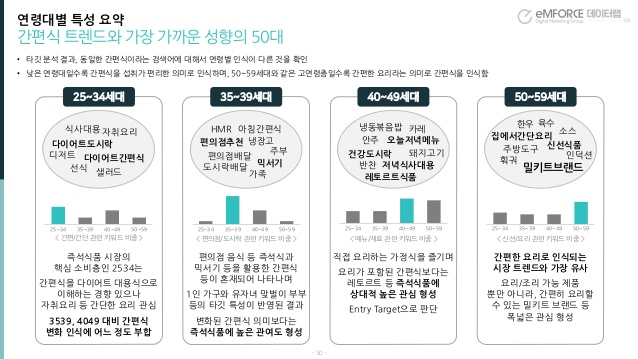 연령대별 특성 요약
eMFORCE 데이터랩
Digital Marketing Group
간편식 트렌드와 가장 가까운 성향의 50대
• 타깃 분석 결과, 동일한 간편식이라는 검색어에 대해서 연령별 인식이 다른 것을 확인
• 낮은 연령대일수록 간편식을 섭취가 편리한 의미로 인식하며, 50~59세대와 같은 고연령층일수록 간편한 요리라는 의미로 간편식을 인식함
25~34세대
식사대용 자취요리
다이어트도시락
디저트 다이어트간편식
선식 샐러드
25~34 35~39 40~49 50~59
< 간편/간단 관련 키워드 비중 >
즉석식품 시장의
핵심 소비층인 2534는
간편식을 다이어트 대용식으로
이해하는 경향 있으나
자취요리 등 간단한 요리 관심
3539, 4049 대비 간편식
변화 인식에 어느 정도 부합
35~39세대
HMR 아침간편식
편의점추천 냉장고
편의점배달 주부
도시락배달 믹서기
가족
25~34 35~39 40~49 50~59
< 편의점/도시락 관련 키워드 비중 >
편의점 음식 등 즉석식과
믹서기 등을 활용한 간편식
등이 혼재되어 나타나며
1인 가구와 유자녀 맞벌이 부부
등의 타깃 특성이 반영된 결과
변화된 간편식 의미보다는
즉석식품에 높은 관여도 형성
40~49세대
냉동볶음밥 카레
안주 오늘저녁메뉴
건강도시락 돼지고기
반찬 저녁식사대용
레토르트식품
25~34 35~39 40~49 50~59
< 메뉴/재료 관련 키워드 비중 >
직접 요리하는 가정식을 즐기며
요리가 포함된 간편식보다는
레토르트 등 즉석식품에
상대적 높은 관심 형성
Entry Target으로 판단
50~59세대
한우 육수
집에서간단요리 소스
주방도구 신선식품
훠궈 인덕션
밀키트브랜드
25~34 35~39 40~49 50~59
< 신선/요리 관련 키워드 비중 >
간편한 요리로 인식되는
시장 트렌드와 가장 유사
요리/조리 가능 제품
뿐만 아니라, 간편히 요리할
수 있는 밀키트 브랜드 등
폭넓은 관심 형성
- 30 -